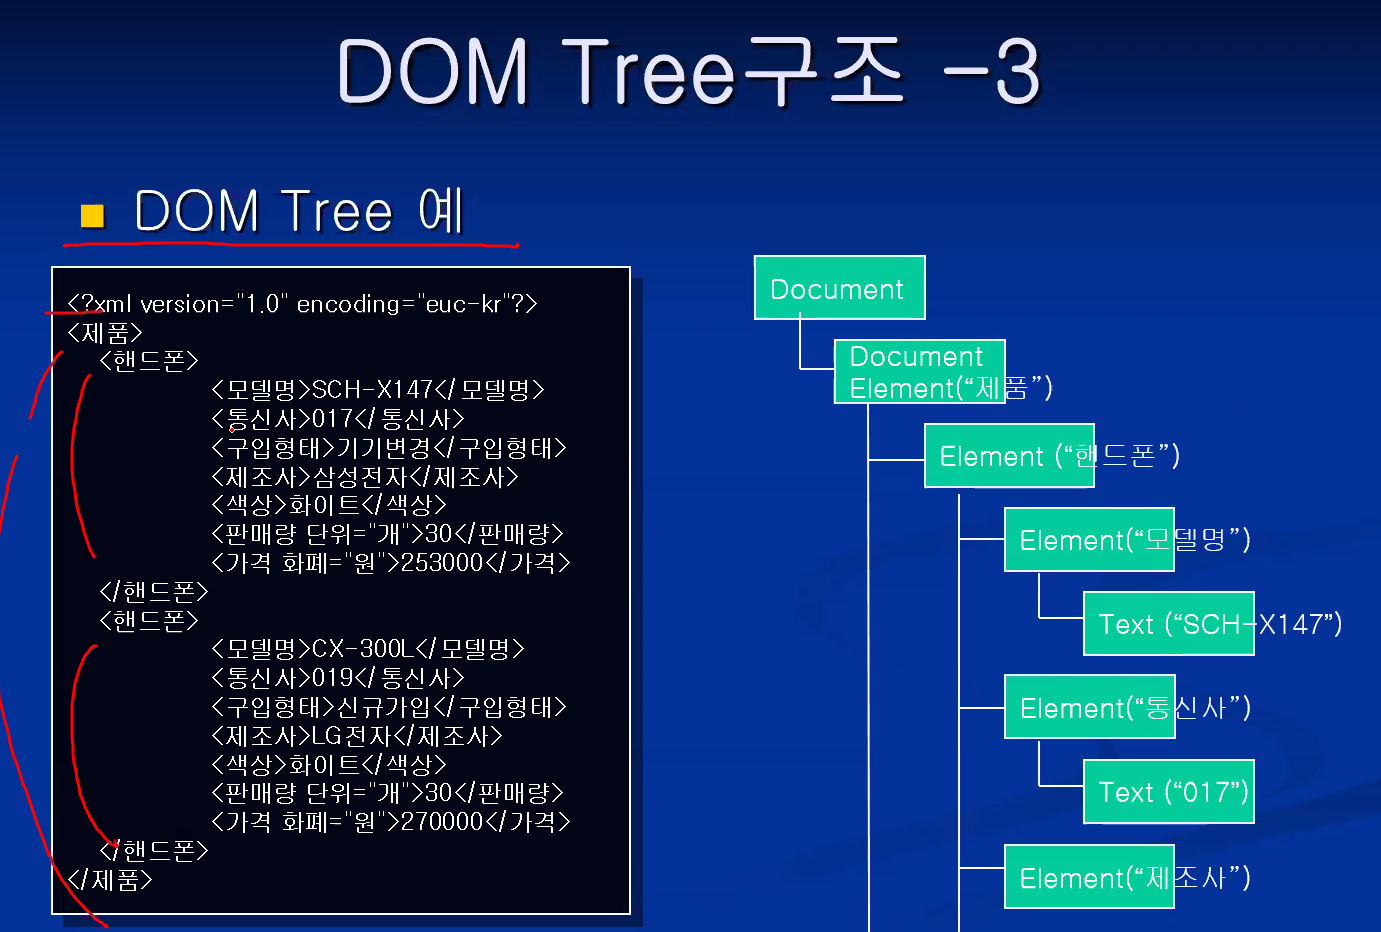 DOM Tree구조 -3
DOM Tree 예
<?xml version="1.0" encoding="euc-kr"?>
<제품>
<핸드폰>
<모델명>SCH-X147</모델명>
<통신사>017</통신사>
<구입형태>기기변경</구입형태>
<제조사>삼성전자</제조사>
<색상>화이트</색상>
<판매량 단위="개">30</판매량>
<가격 화폐="원">253000</가격>
</핸드폰>
<핸드폰>
<모델명>CX-300L</모델명>
<통신사>019</통신사>
<구입형태>신규가입</구입형태>
<제조사>LG전자</제조사>
<색상>화이트</색상>
<판매량 단위="개">30</판매량>
<가격 화폐="원">270000</가격>
</핸드폰>
</제품>
Document
Document
Element(“제품”)
Element (“핸드폰”)
Element(“모델명”)
Text (“SCH-X147”)
Element(“통신사”)
Text (“017”)
Element(“제조사”)